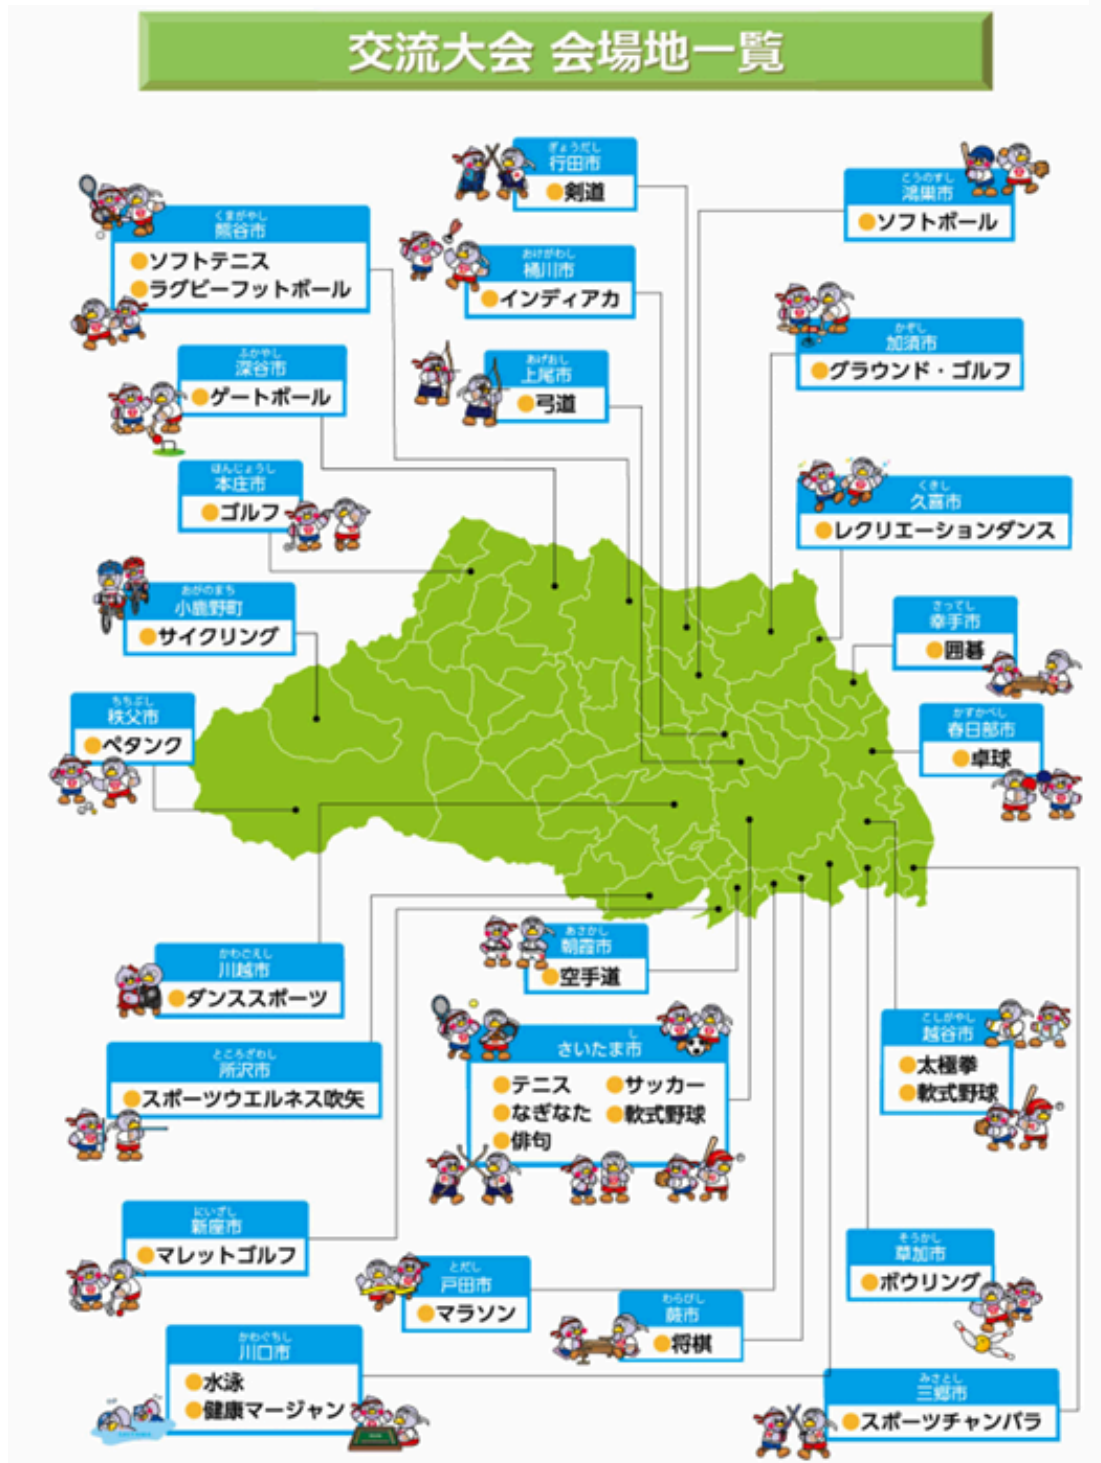 交流大会 会場地一覧
ぎょうだし
行田市
剣道
こうのすし
鴻巣市
ソフトボール
くまがやし
熊谷市
ソフトテニス
ラグビーフットボール
おけがわし
桶川市
インディアカ
かぞし
加須市
グラウンド・ゴルフ
ふかやし
深谷市
ゲートボール
あげおし
上尾市
弓道
ほんじょうし
本庄市
ゴルフ
くきし
久喜市
レクリエーションダンス
おがのまち
小鹿野町
サイクリング
さってし
幸手市
囲碁
ちちぶし
秩父市
ペタンク
かすかべし
春日部市
卓球
あさかし
朝霞市
空手道
かわごえし
川越市
ダンススポーツ
ところざわし
所沢市
スポーツウエルネス吹矢
し
さいたま市
テニス サッカー
なぎなた 軟式野球
俳句
こしがやし
越谷市
太極拳
軟式野球
にいざし
新座市
マレットゴルフ
とだし
戸田市
マラソン
わらびし
蕨市
将棋
そうかし
草加市
ボウリング
かわぐちし
川口市
水泳
健康マージャン
みさとし
三郷市
スポーツチャンバラ